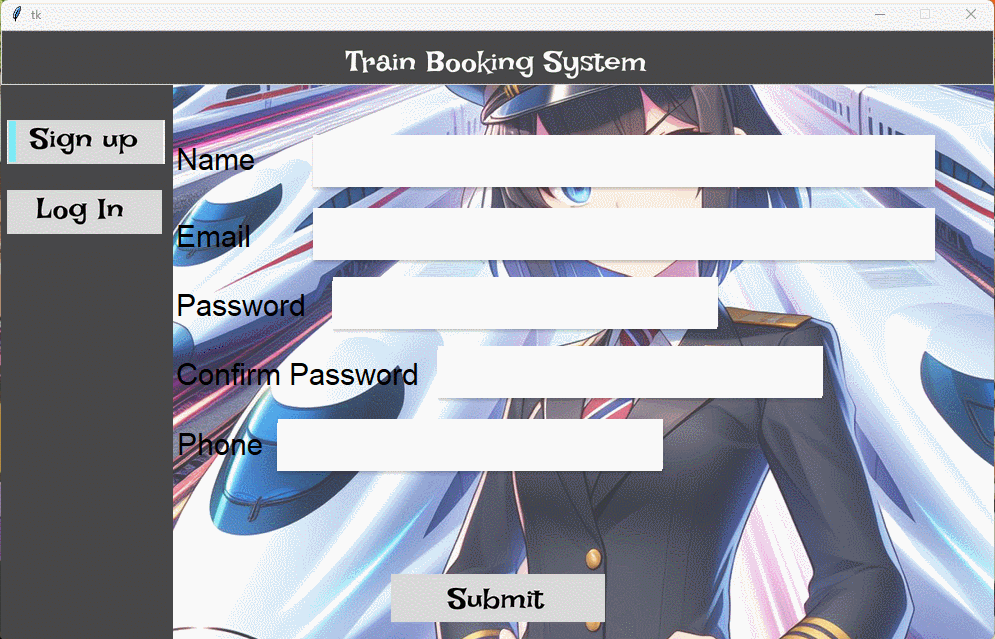 tk
Train Booking System
Sign up
Log In
Name
Email
Password
Confirm Password
Phone
Submit